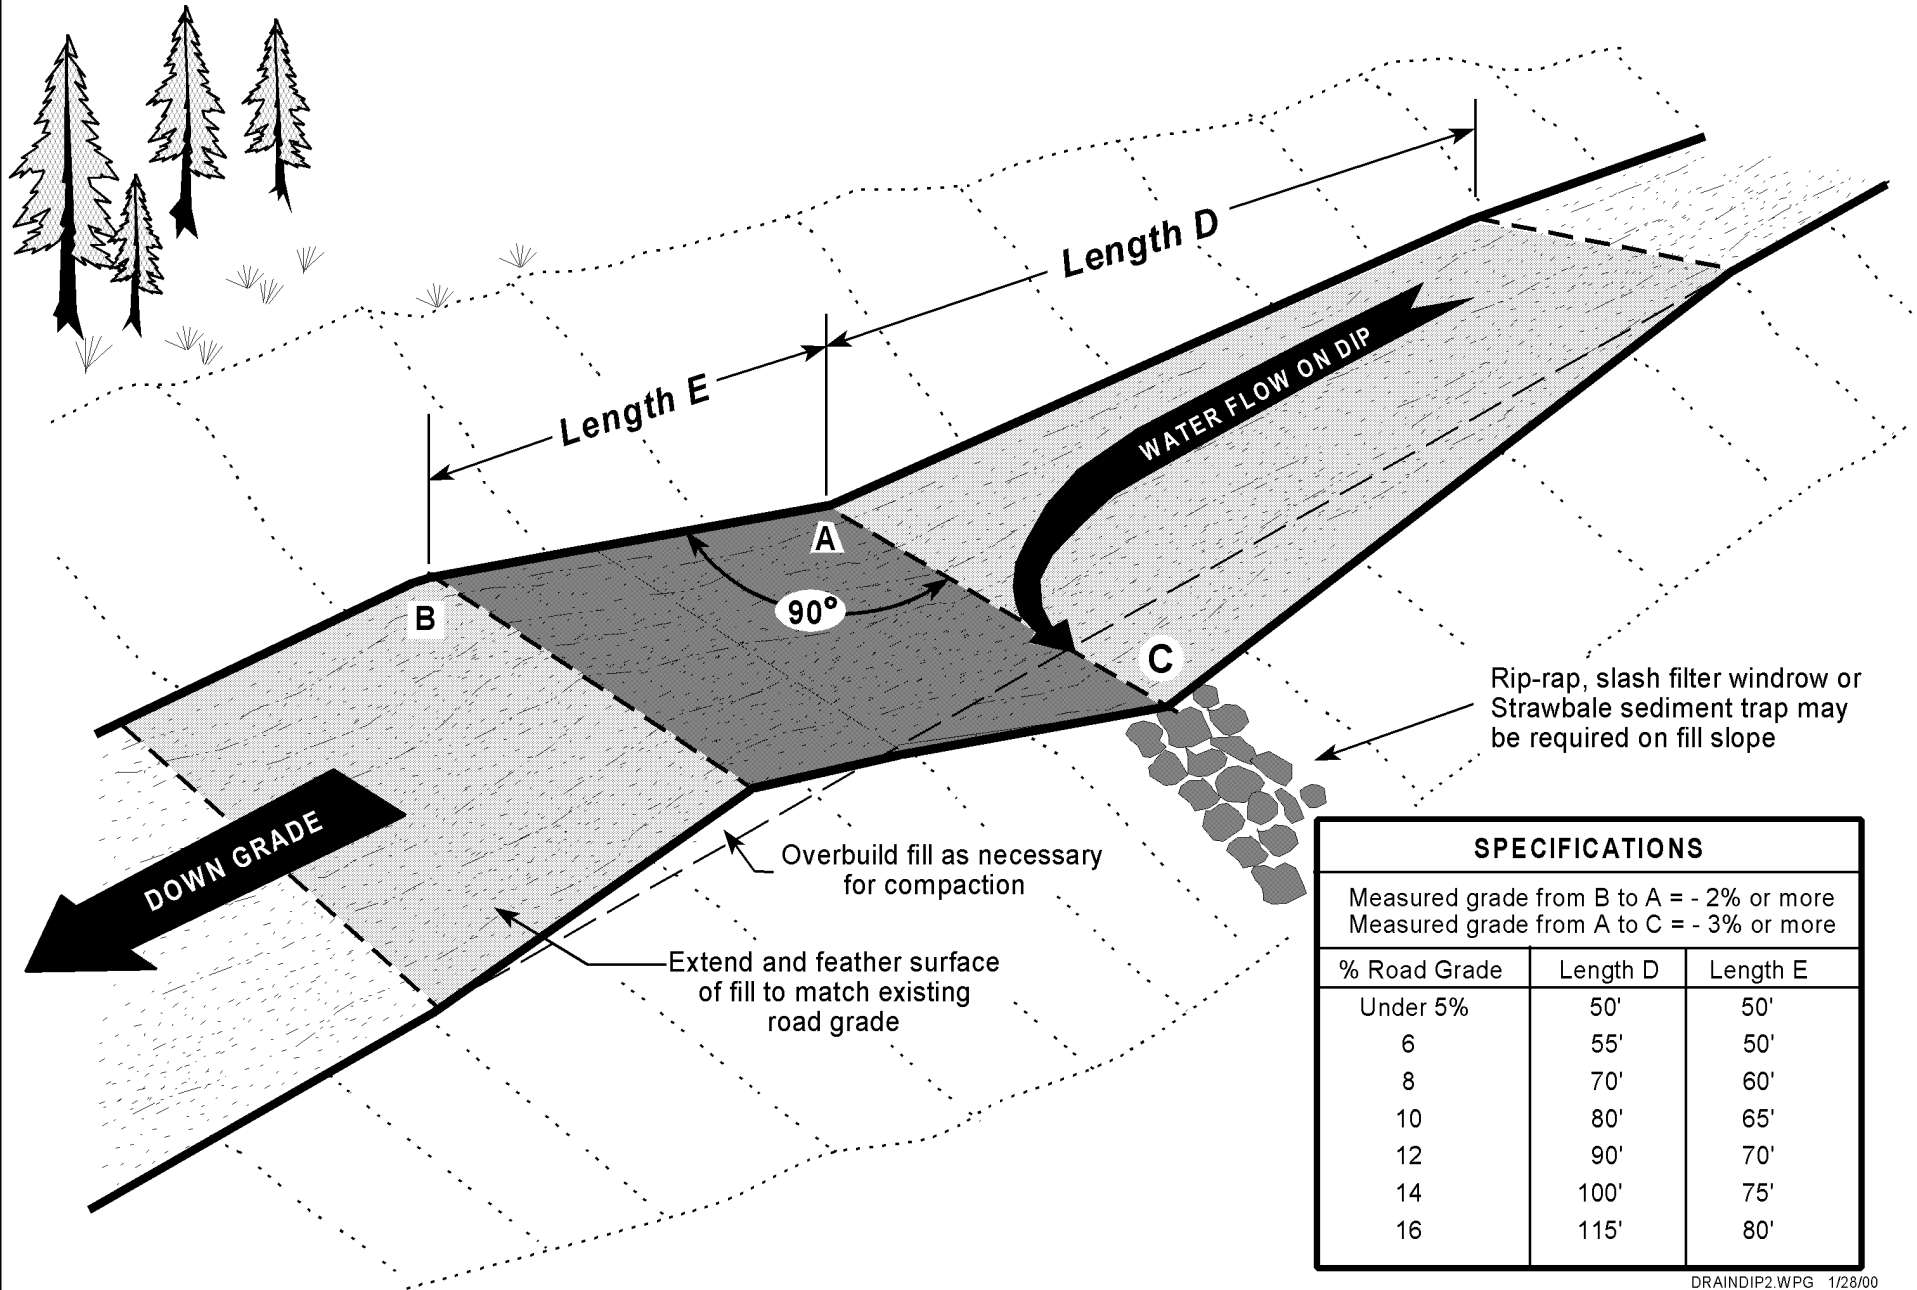 Length D
Length E
WATER FLOW ON DIP
A
90°
B
C
DOWN GRADE
Rip-rap, slash filter windrow or
Strawbale sediment trap may
be required on fill slope
Overbuild fill as necessary
for compaction
Extend and feather surface
of fill to match existing
road grade
SPECIFICATIONS
Measured grade from B to A = - 2% or more
Measured grade from A to C = - 3% or more
% Road Grade Length D Length E
Under 5% 50' 50'
6 55' 50'
8 70' 60'
10 80' 65'
12 90' 70'
14 100' 75'
16 115' 80'
DRAINDIP2.WPG 1/28/00